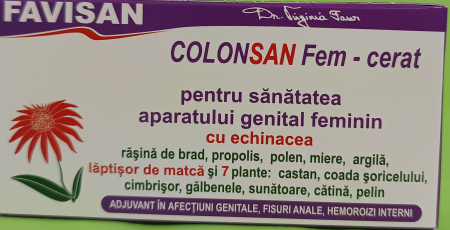 FAVISAN
Dr. Virginia Faur
COLONSAN Fem - cerat
pentru sănătatea
aparatului genital feminin
cu echinacea
rășină de brad, propolis, polen, miere, argilă,
lăptișor de matcă și 7 plante: castan, coada șoricelului,
cimbrișor, gălbenele, sunătoare, cătină, pelin
ADJUVANT ÎN AFECȚIUNI GENITALE, FISURI ANALE, HEMOROIZI INTERNI